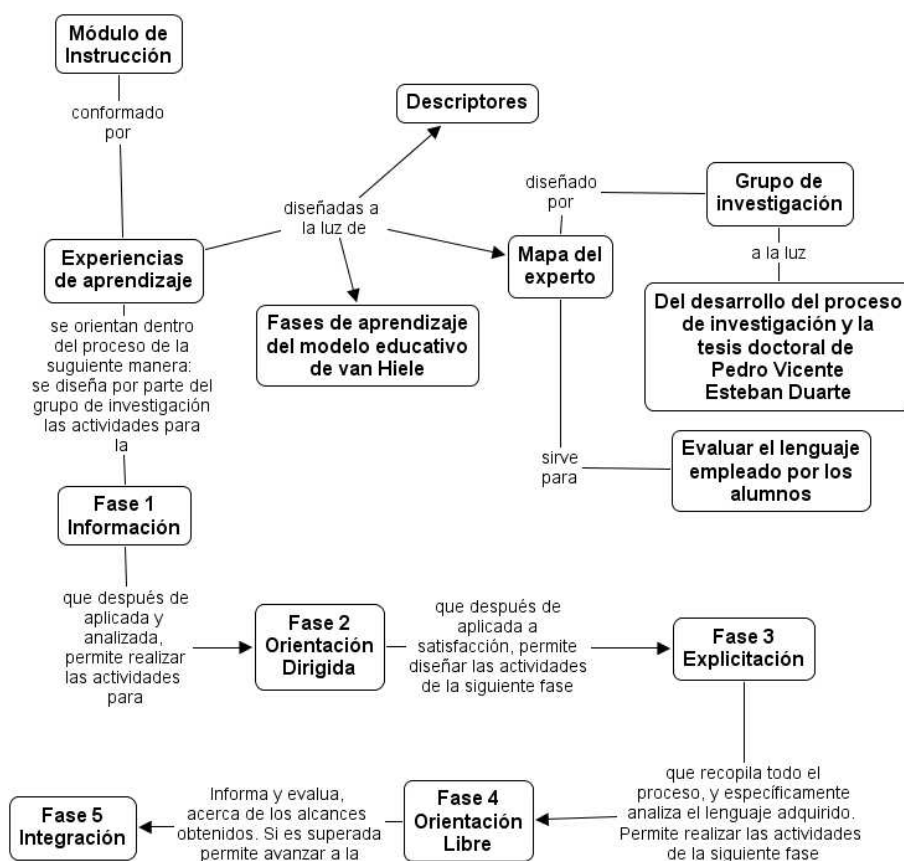 Módulo de
Instrucción
conformado
por
Descriptores
diseñadas a
la luz de
diseñado
por
Grupo de
investigación
Experiencias
de aprendizaje
Mapa del
experto
a la luz
Fases de aprendizaje
del modelo educativo
de van Hiele
Del desarrollo del proceso
de investigación y la
tesis doctoral de
Pedro Vicente
Esteban Duarte
se orientan dentro
del proceso de la
suguiente manera:
se diseña por parte del
grupo de investigación
las actividades para
la
sirve
para
Evaluar el lenguaje
empleado por los
alumnos
Fase 1
Información
que después de
aplicada y
analizada,
permite realizar
las actividades
para
Fase 2
Orientación
Dirigida
que después de
aplicada a
satisfacción, permite
diseñar las actividades
de la siguiente fase
Fase 3
Explicitación
que recopila todo el
proceso, y específicamente
analiza el lenguaje adquirido.
Permite realizar las actividades
de la siguiente fase
Fase 4
Orientación
Libre
Informa y evalua,
acerca de los alcances
obtenidos. Si es superada
permite avanzar a la
Fase 5
Integración